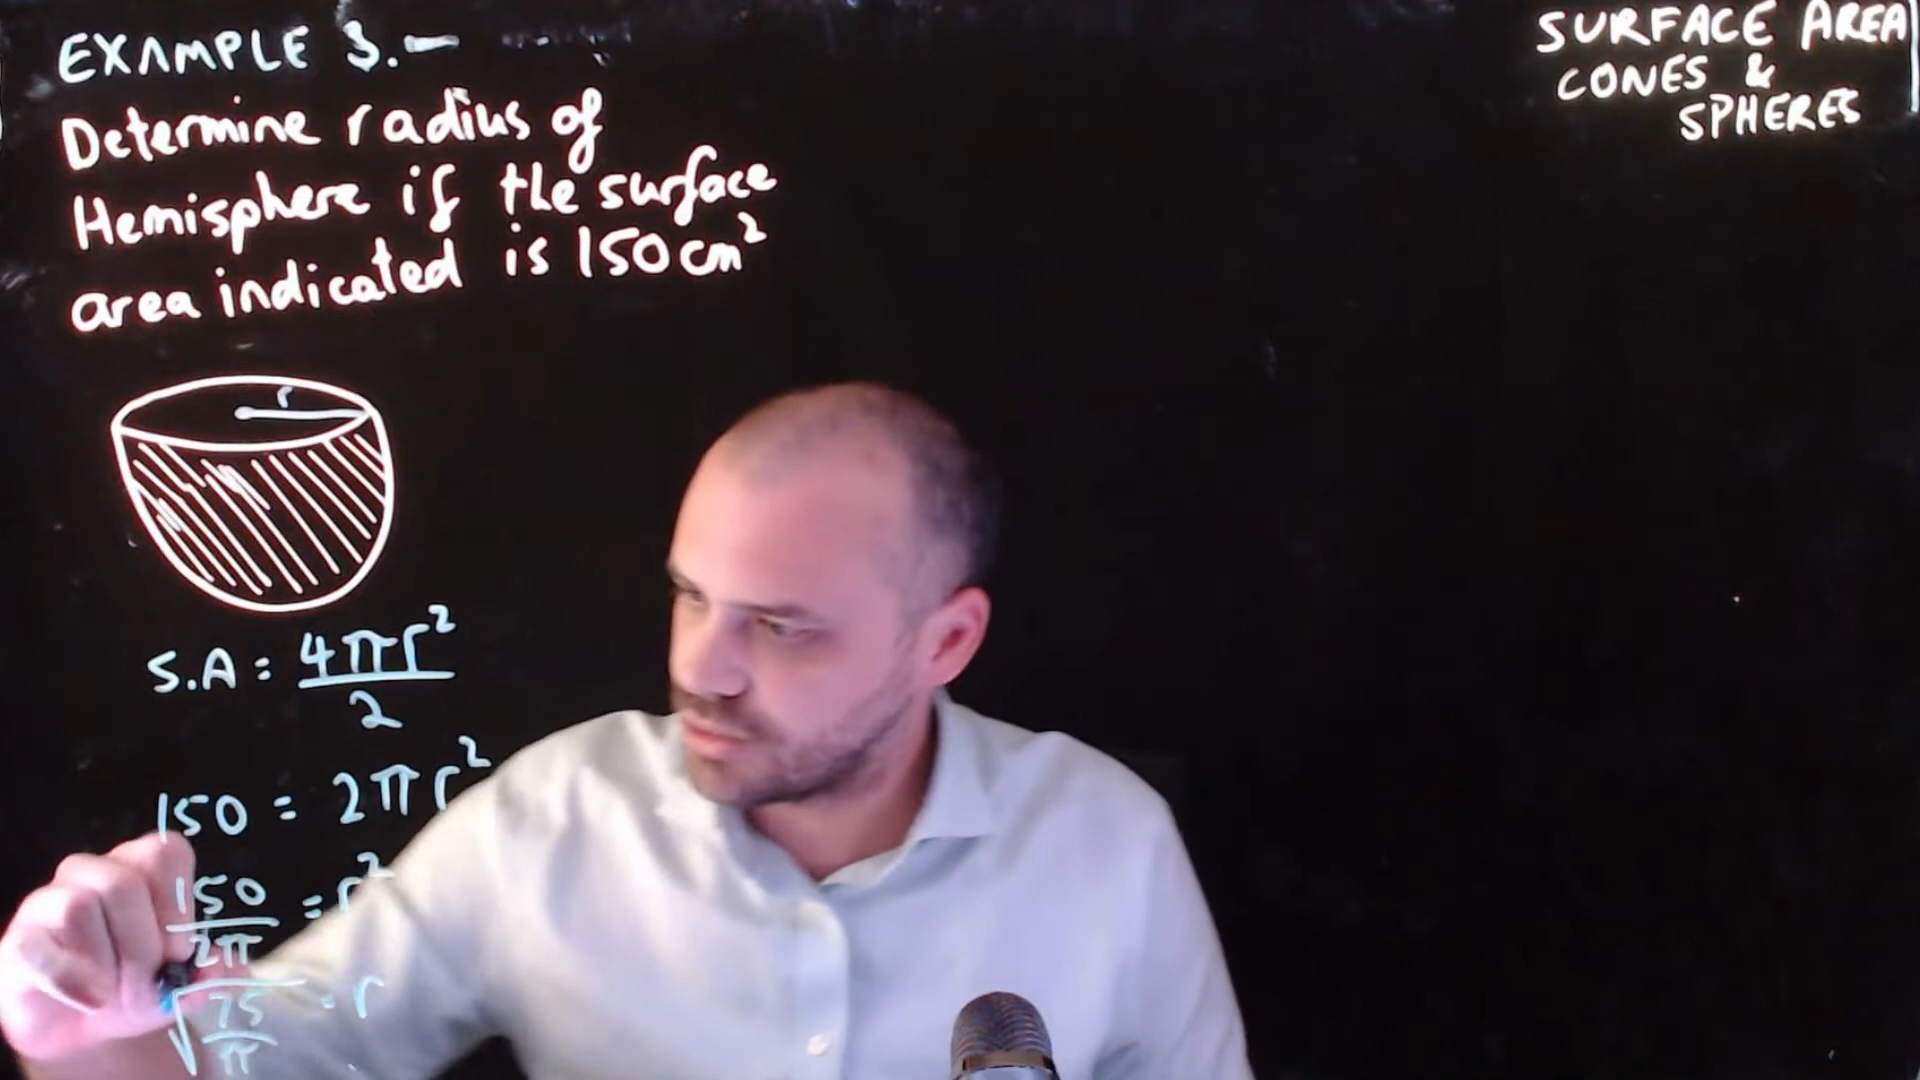 EXAMPLE 3.-
Determine radius of
Hemisphere if the surface
area indicated is 150 cm²
r
S.A = 4πr² / 2
150 = 2πr²
150 / 2π = r²
√(75 / π) = r
SURFACE AREA
CONES &
SPHERES